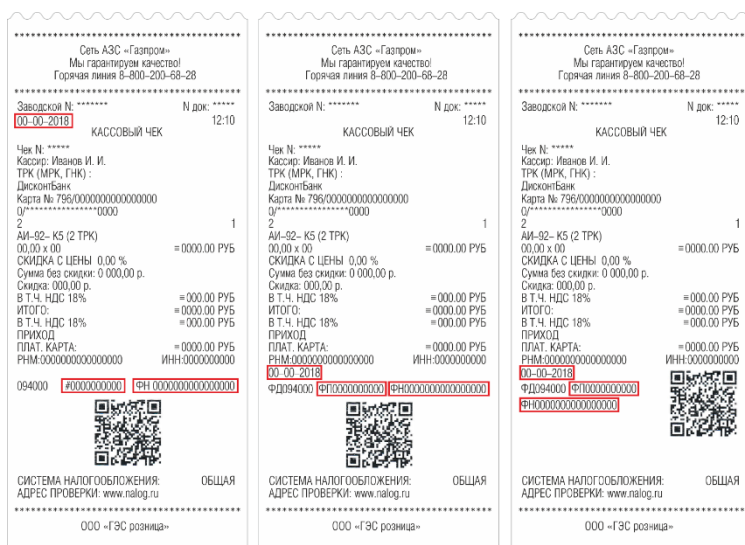 ****************************************
Сеть АЗС «Газпром»
Мы гарантируем качество!
Горячая линия 8–800–200–68–28
****************************************
Заводской N: ******* N док: *****
00–00–2018 12:10
КАССОВЫЙ ЧЕК
Чек N: *****
Кассир: Иванов И. И.
ТРК (МРК, ГНК) :
ДисконтБанк
Карта № 796/0000000000000000
0/****************0000
2 1
АИ–92– К5 (2 ТРК)
00,00 х 00 =0000.00 РУБ
СКИДКА С ЦЕНЫ 0,00 %
Сумма без скидки: 0 000,00 р.
Скидка: 000,00 р.
В Т.Ч. НДС 18% =000.00 РУБ
ИТОГО: =0000.00 РУБ
В Т.Ч. НДС 18% =000.00 РУБ
ПРИХОД
ПЛАТ. КАРТА: =0000.00 РУБ
РНМ:0000000000000000 ИНН:0000000000
094000 #0000000000 ФН 0000000000000000
СИСТЕМА НАЛОГООБЛОЖЕНИЯ: ОБЩАЯ
АДРЕС ПРОВЕРКИ: www.nalog.ru
****************************************
ООО «ГЭС розница»
****************************************
Сеть АЗС «Газпром»
Мы гарантируем качество!
Горячая линия 8–800–200–68–28
****************************************
Заводской N: ******* N док: *****
12:10
КАССОВЫЙ ЧЕК
Чек N: *****
Кассир: Иванов И. И.
ТРК (МРК, ГНК) :
ДисконтБанк
Карта № 796/0000000000000000
0/****************0000
2 1
АИ–92– К5 (2 ТРК)
00,00 х 00 =0000.00 РУБ
СКИДКА С ЦЕНЫ 0,00 %
Сумма без скидки: 0 000,00 р.
Скидка: 000,00 р.
В Т.Ч. НДС 18% =000.00 РУБ
ИТОГО: =0000.00 РУБ
В Т.Ч. НДС 18% =000.00 РУБ
ПРИХОД
ПЛАТ. КАРТА: =0000.00 РУБ
РНМ:0000000000000000 ИНН:0000000000
00–00–2018
ФД094000 ФП0000000000 ФН0000000000000000
СИСТЕМА НАЛОГООБЛОЖЕНИЯ: ОБЩАЯ
АДРЕС ПРОВЕРКИ: www.nalog.ru
****************************************
ООО «ГЭС розница»
****************************************
Сеть АЗС «Газпром»
Мы гарантируем качество!
Горячая линия 8–800–200–68–28
****************************************
Заводской N: ******* N док: *****
12:10
КАССОВЫЙ ЧЕК
Чек N: *****
Кассир: Иванов И. И.
ТРК (МРК, ГНК) :
ДисконтБанк
Карта № 796/0000000000000000
0/****************0000
2 1
АИ–92– К5 (2 ТРК)
00,00 х 00 =0000.00 РУБ
СКИДКА С ЦЕНЫ 0,00 %
Сумма без скидки: 0 000,00 р.
Скидка: 000,00 р.
В Т.Ч. НДС 18% =000.00 РУБ
ИТОГО: =0000.00 РУБ
В Т.Ч. НДС 18% =000.00 РУБ
ПРИХОД
ПЛАТ. КАРТА: =0000.00 РУБ
РНМ:0000000000000000 ИНН:0000000000
00–00–2018
ФД094000 ФП0000000000
ФН0000000000000000
СИСТЕМА НАЛОГООБЛОЖЕНИЯ: ОБЩАЯ
АДРЕС ПРОВЕРКИ: www.nalog.ru
****************************************
ООО «ГЭС розница»